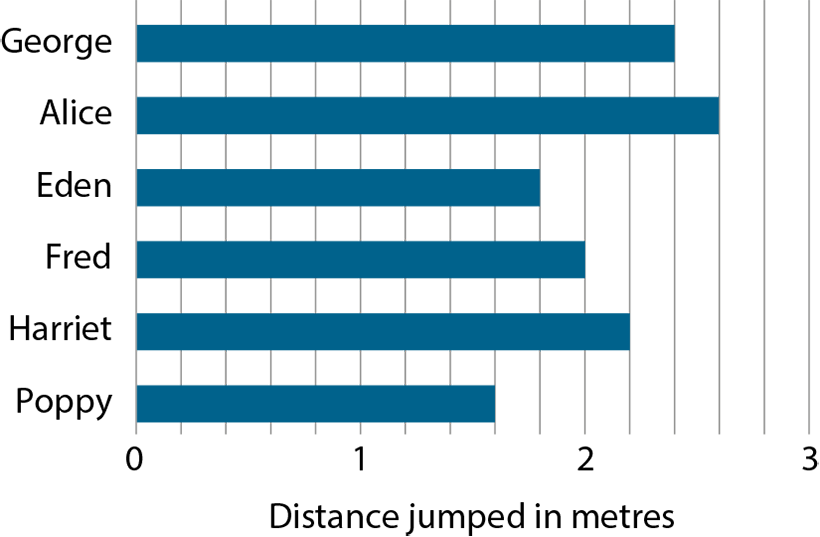 George
Alice
Eden
Fred
Harriet
Poppy
0 1 2 3
Distance jumped in metres